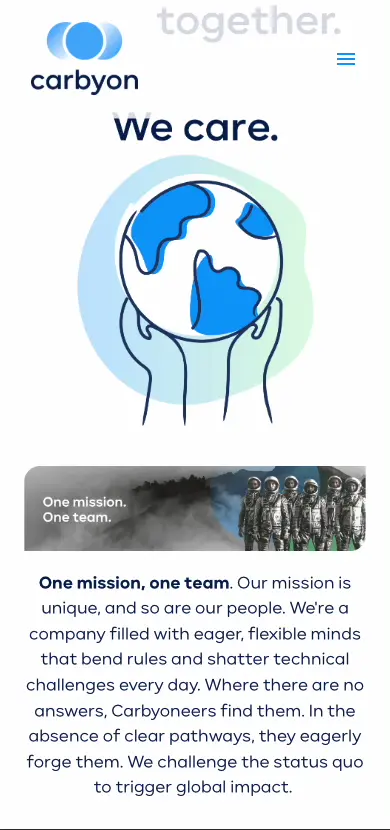 together.
carbyon
We care.
One mission.
One team.
One mission, one team. Our mission is
unique, and so are our people. We're a
company filled with eager, flexible minds
that bend rules and shatter technical
challenges every day. Where there are no
answers, Carbyoneers find them. In the
absence of clear pathways, they eagerly
forge them. We challenge the status quo
to trigger global impact.